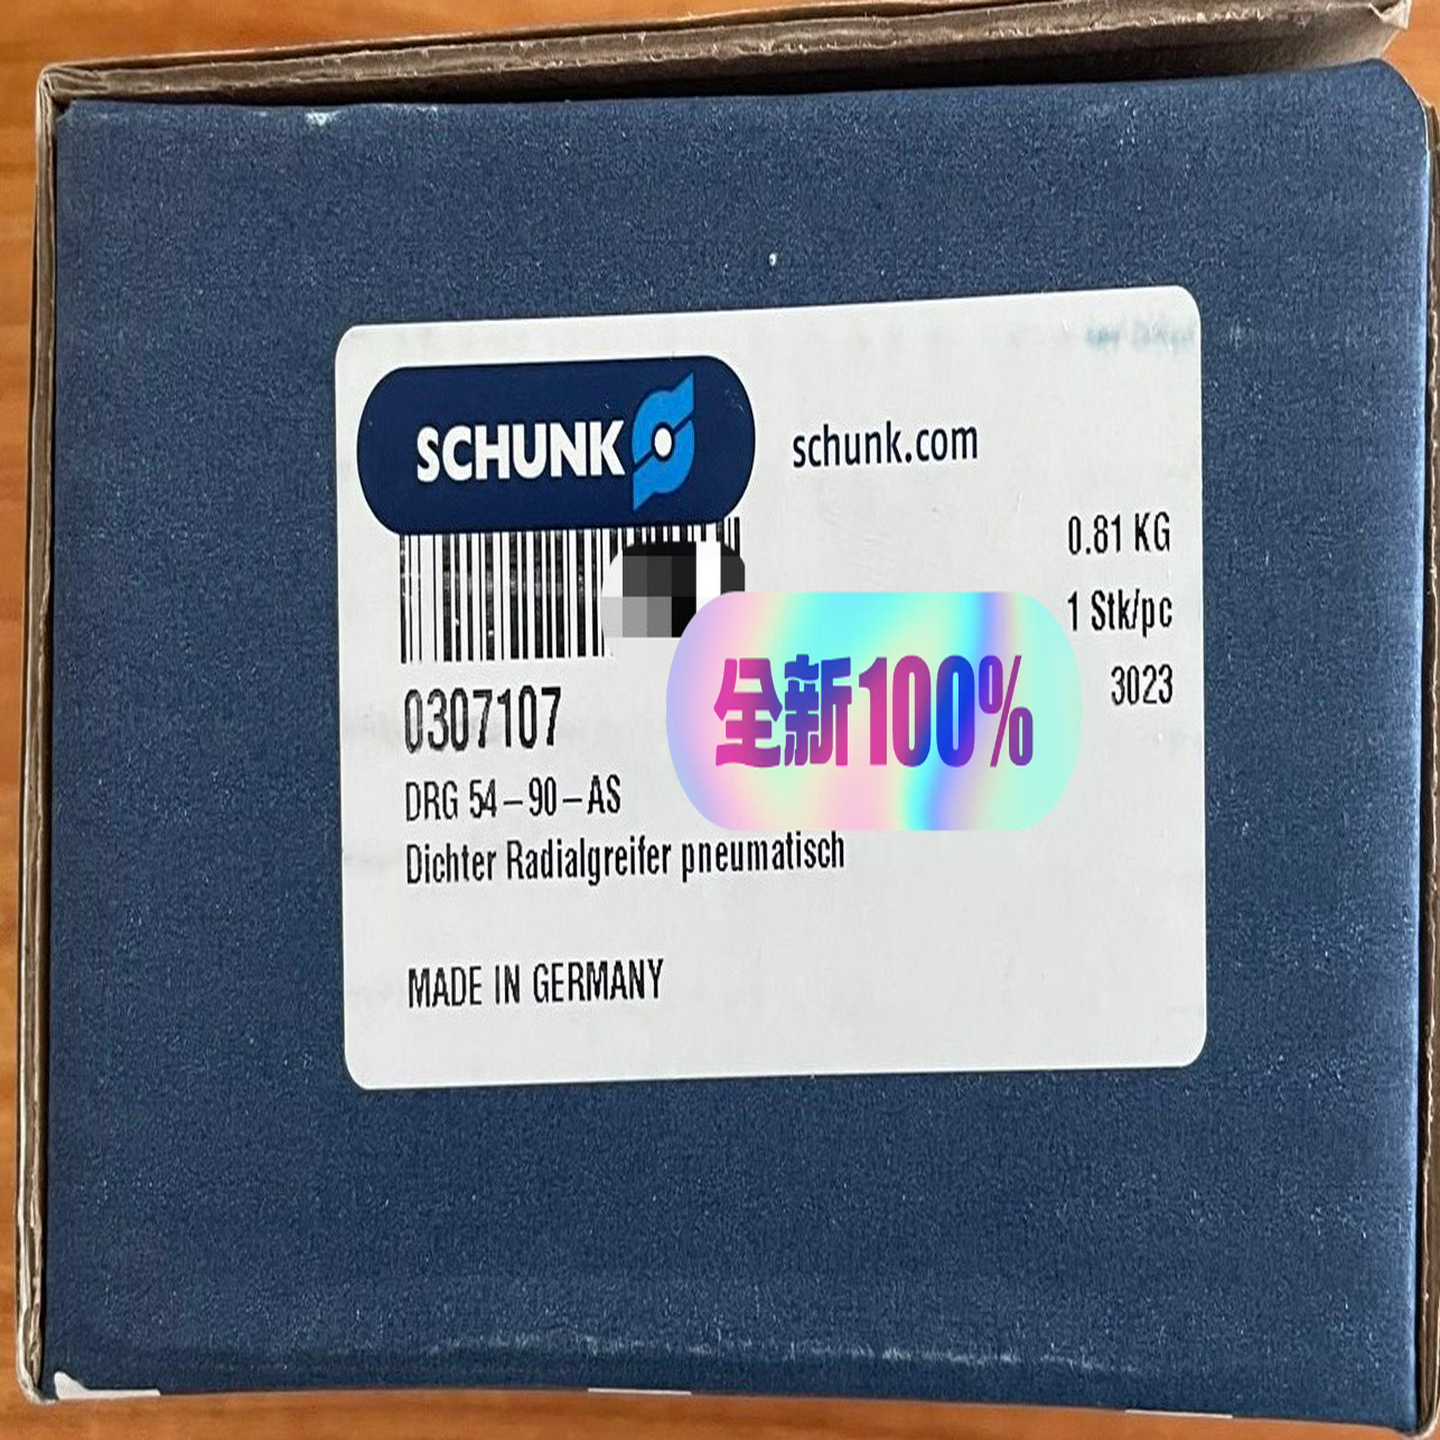 SCHUNK
schunk.com
0.81 KG
1 Stk/pc
3023
全新100%
0307107
DRG 54-90-AS
Dichter Radialgreifer pneumatisch
MADE IN GERMANY